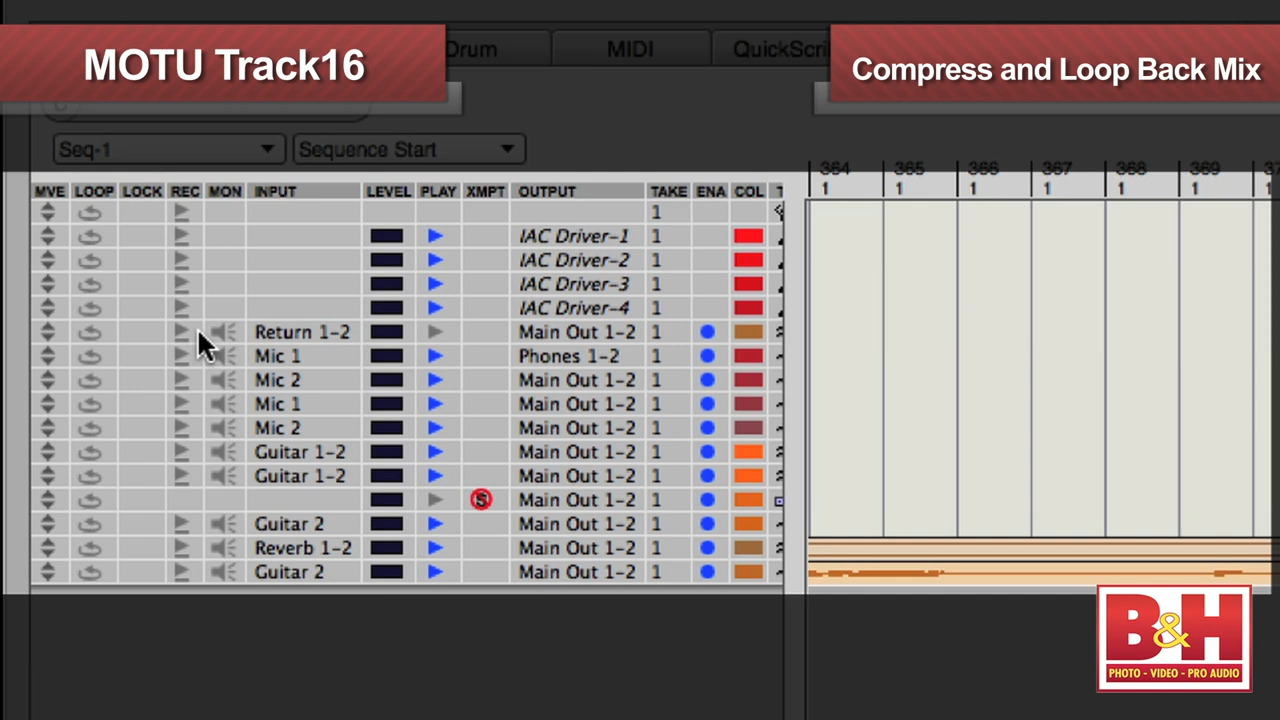 MOTU Track16
Drum
MIDI
QuickScri
Compress and Loop Back Mix
Seq-1
Sequence Start
364 365 366 367 368 369 37
1 1 1 1 1 1 1
MVE LOOP LOCK REC MON INPUT LEVEL PLAY XMPT OUTPUT TAKE ENA COL T
1
IAC Driver-1 1
IAC Driver-2 1
IAC Driver-3 1
IAC Driver-4 1
Return 1-2 Main Out 1-2 1
Mic 1 Phones 1-2 1
Mic 2 Main Out 1-2 1
Mic 1 Main Out 1-2 1
Mic 2 Main Out 1-2 1
Guitar 1-2 Main Out 1-2 1
Guitar 1-2 Main Out 1-2 1
S Main Out 1-2 1
Guitar 2 Main Out 1-2 1
Reverb 1-2 Main Out 1-2 1
Guitar 2 Main Out 1-2 1
B&H
PHOTO - VIDEO - PRO AUDIO